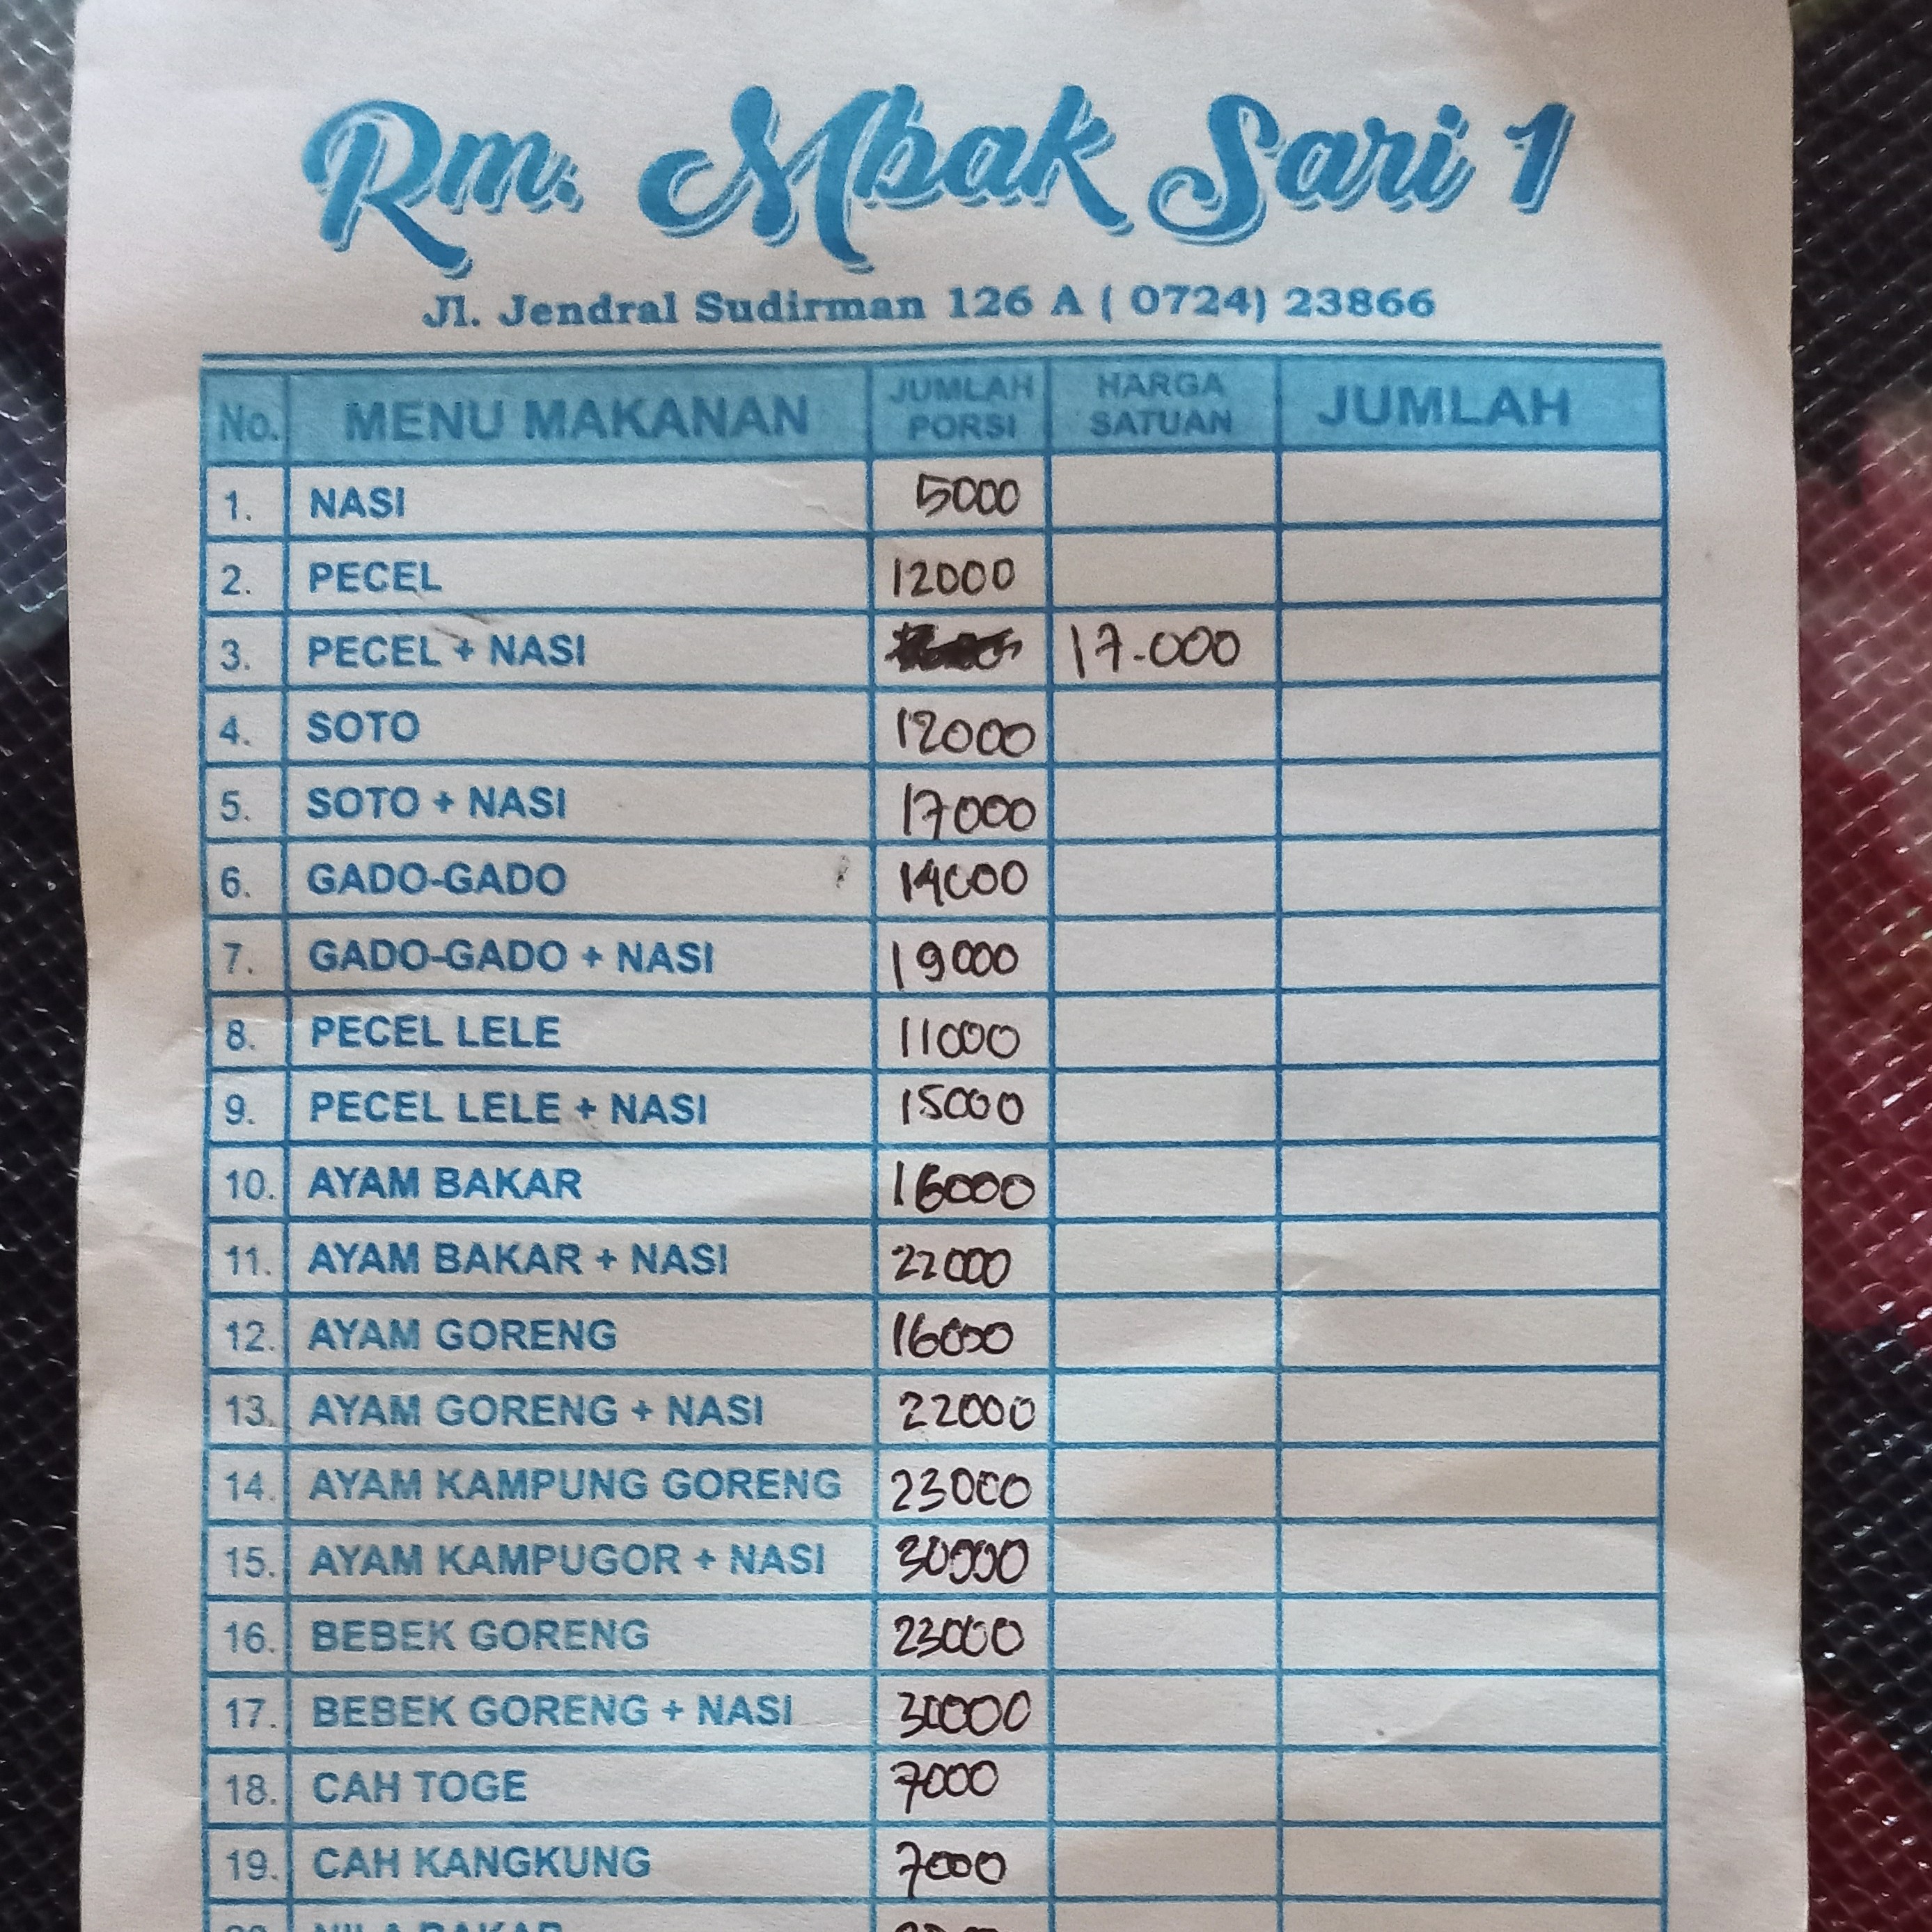 Rm. Mbak Sari 1
Jl. Jendral Sudirman 126 A ( 0724) 23866
No. MENU MAKANAN JUMLAH PORSI HARGA SATUAN JUMLAH
1. NASI 5000
2. PECEL 12000
3. PECEL + NASI 17.000
4. SOTO 12000
5. SOTO + NASI 17000
6. GADO-GADO 14000
7. GADO-GADO + NASI 19000
8. PECEL LELE 11000
9. PECEL LELE + NASI 15000
10. AYAM BAKAR 16000
11. AYAM BAKAR + NASI 22000
12. AYAM GORENG 16000
13. AYAM GORENG + NASI 22000
14. AYAM KAMPUNG GORENG 23000
15. AYAM KAMPUGOR + NASI 30000
16. BEBEK GORENG 23000
17. BEBEK GORENG + NASI 30000
18. CAH TOGE 7000
19. CAH KANGKUNG 7000
NILA BAKAR